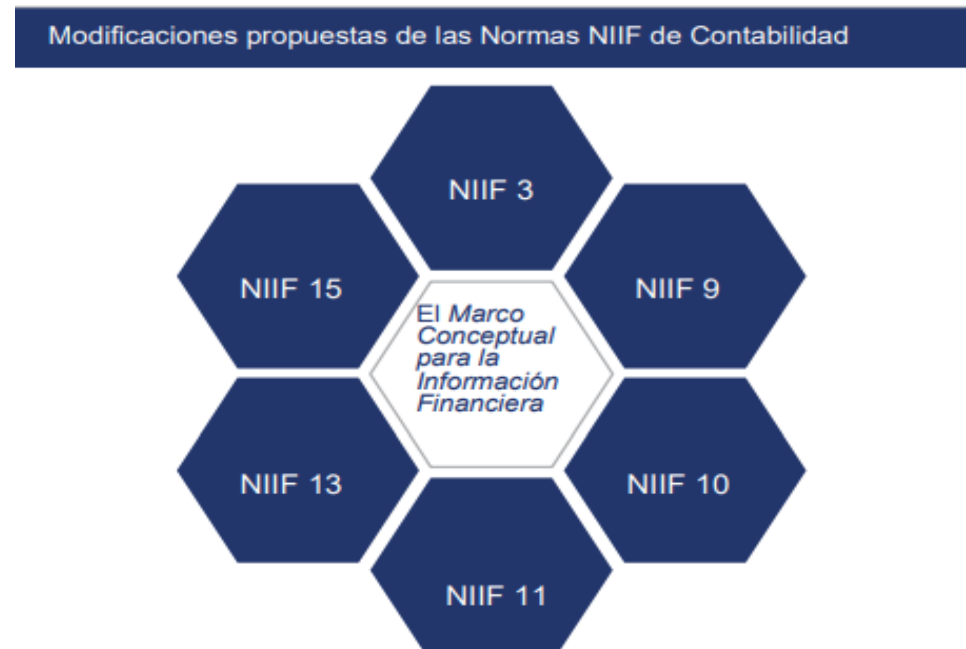 Modificaciones propuestas de las Normas NIIF de Contabilidad
NIIF 3
NIIF 15
NIIF 9
El Marco
Conceptual
para la
Información
Financiera
NIIF 13
NIIF 10
NIIF 11